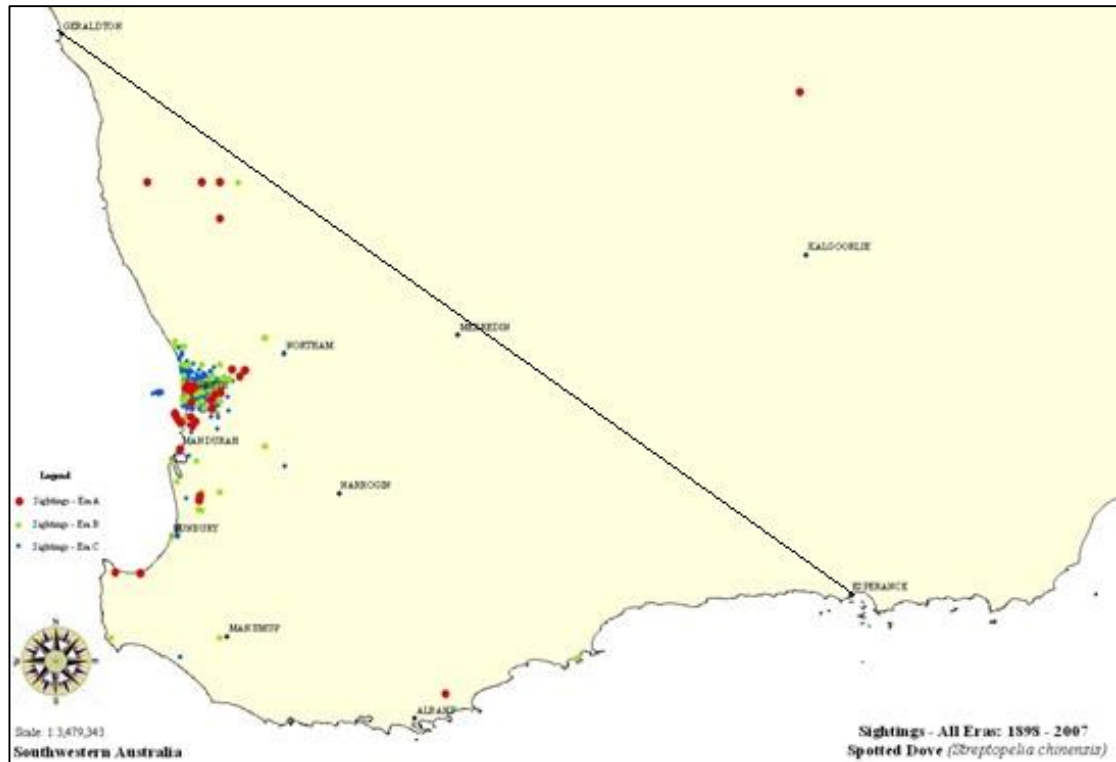 GERALDTON
KALGOORLIE
MERREDIN
NORTHAM
MANDURAH
NARROGIN
Legend
Sightings - Era A
Sightings - Era B
Sightings - Era C
BUNBURY
ESPERANCE
MANJIMUP
N
S
ALBANY
Scale: 1:3,479,343
Southwestern Australia
Sightings - All Eras: 1898 - 2007
Spotted Dove (Streptopelia chinensis)